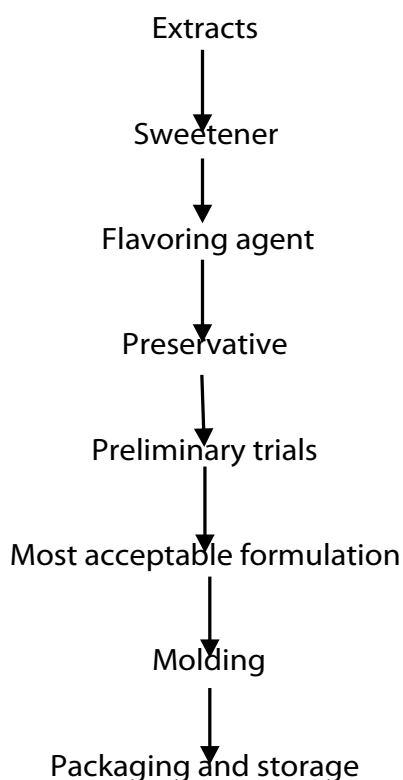 Extracts
Sweetener
Flavoring agent
Preservative
Preliminary trials
Most acceptable formulation
Molding
Packaging and storage